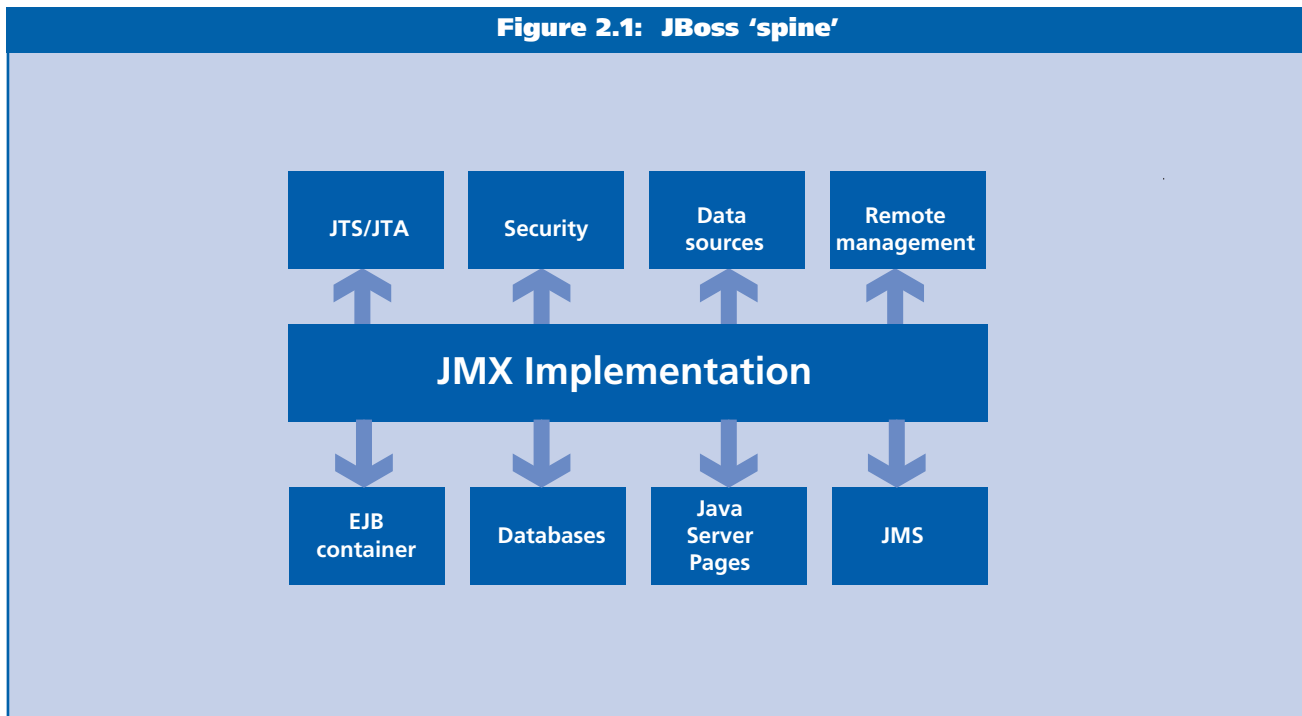 Figure 2.1: JBoss ‘spine’
JTS/JTA
Security
Data
sources
Remote
management
JMX Implementation
EJB
container
Databases
Java
Server
Pages
JMS